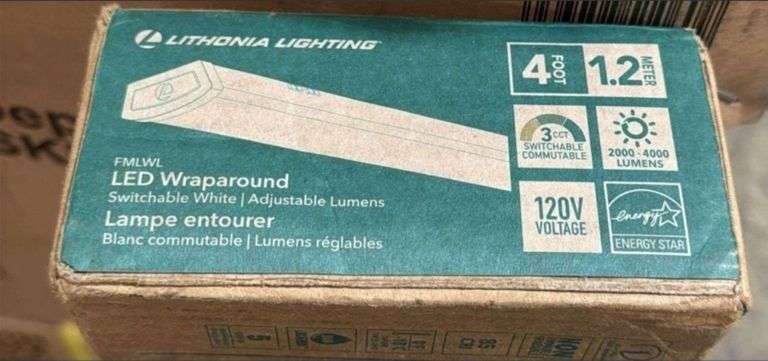 LITHONIA LIGHTING
4 FOOT
1.2 METER
3 CCT
SWITCHABLE
COMMUTABLE
2000 - 4000
LUMENS
FMLWL
LED Wraparound
Switchable White | Adjustable Lumens
Lampe entourer
Blanc commutable | Lumens réglables
120V
VOLTAGE
energy
ENERGY STAR
5